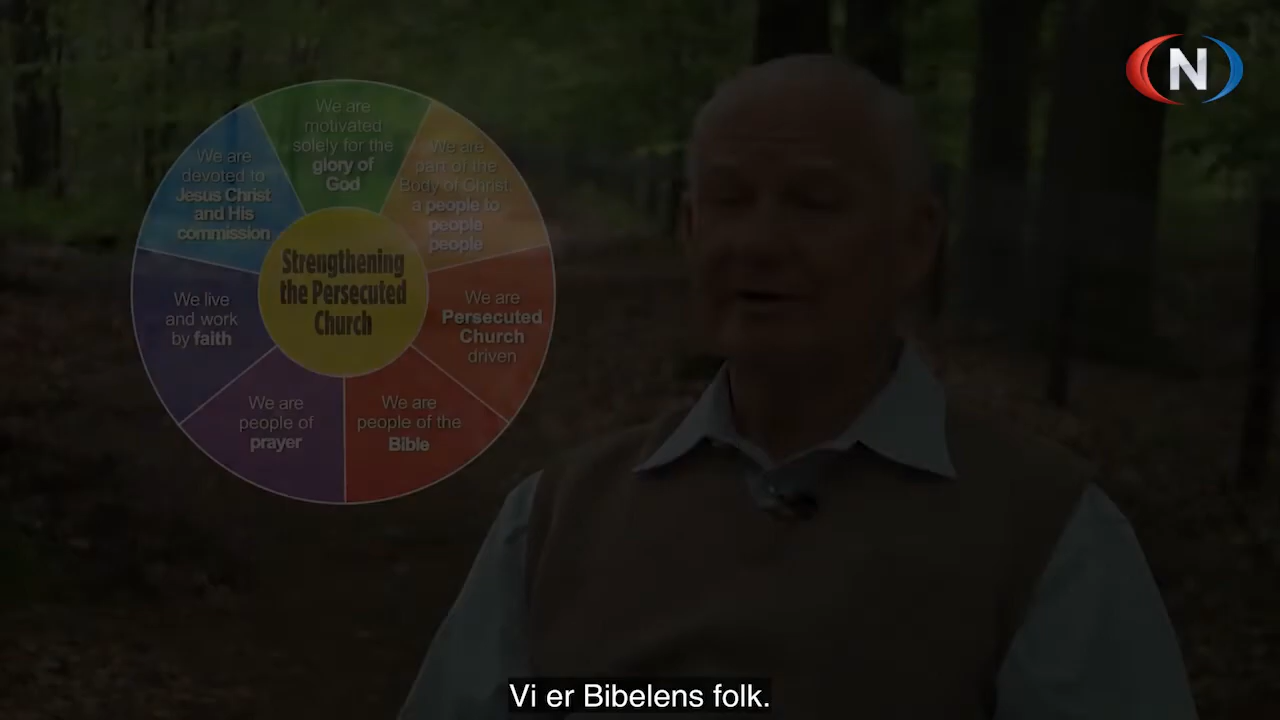 We are
motivated
solely for the
glory of
God
We are
part of the
Body of Christ,
a people to
people
people
We are
Persecuted
Church
driven
We are
people of the
Bible
We are
people of
prayer
We live
and work
by faith
We are
devoted to
Jesus Christ
and His
commission
Strengthening
the Persecuted
Church
N
Vi er Bibelens folk.